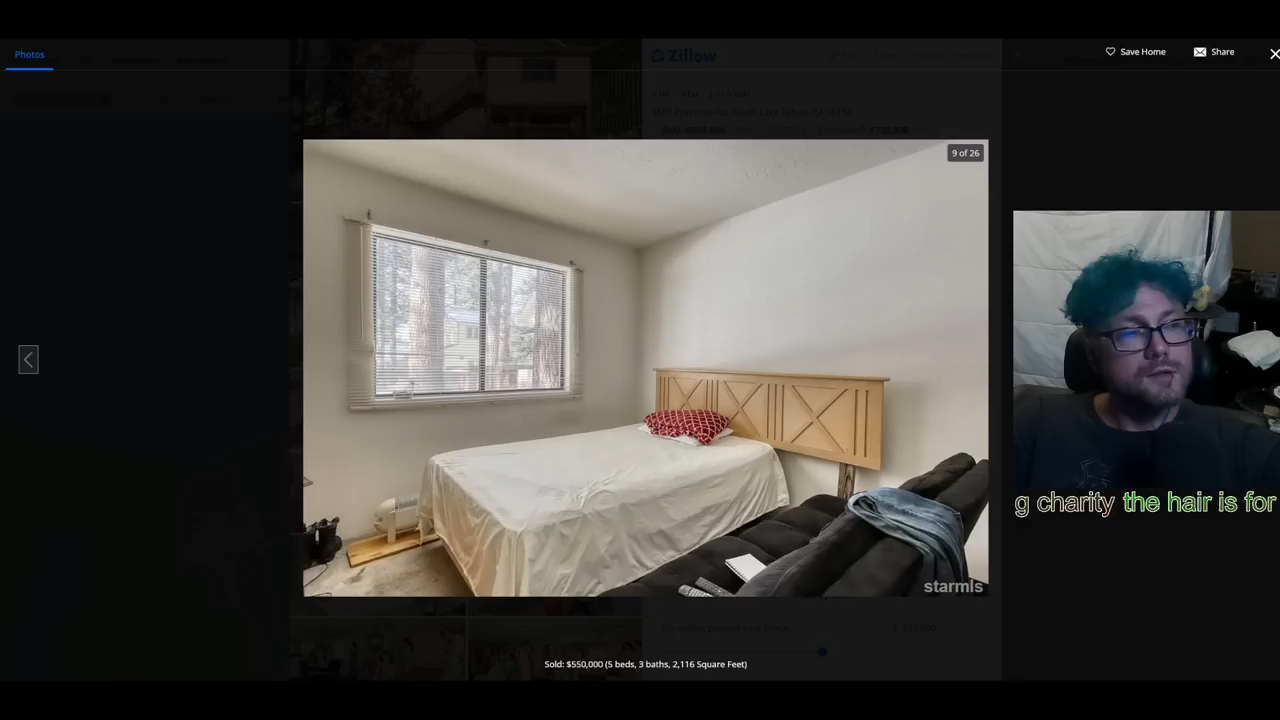 Photos
Zillow
Save Home
Share
9 of 26
g charity the hair is for
starmls
Sold: $550,000 (5 beds, 3 baths, 2,116 Square Feet)